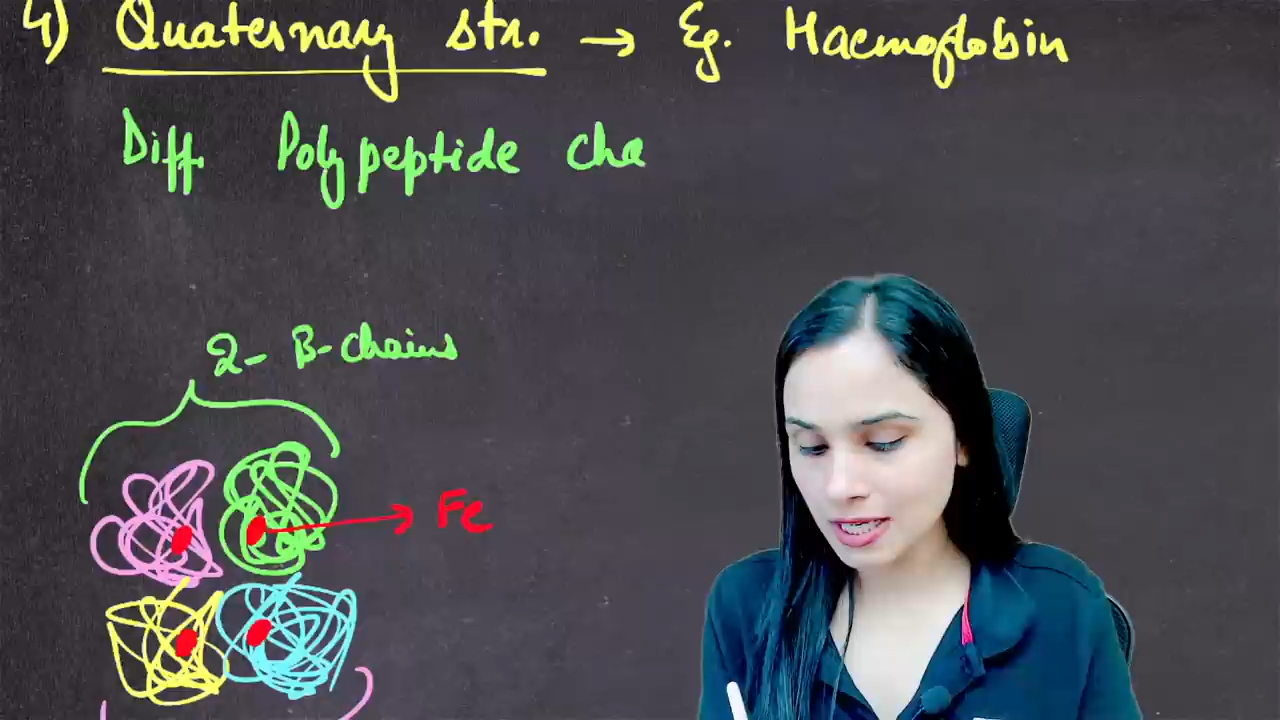 4) Quaternary str. → Eg. Haemoglobin
Diff. Polypeptide cha
2- B-chains
Fe